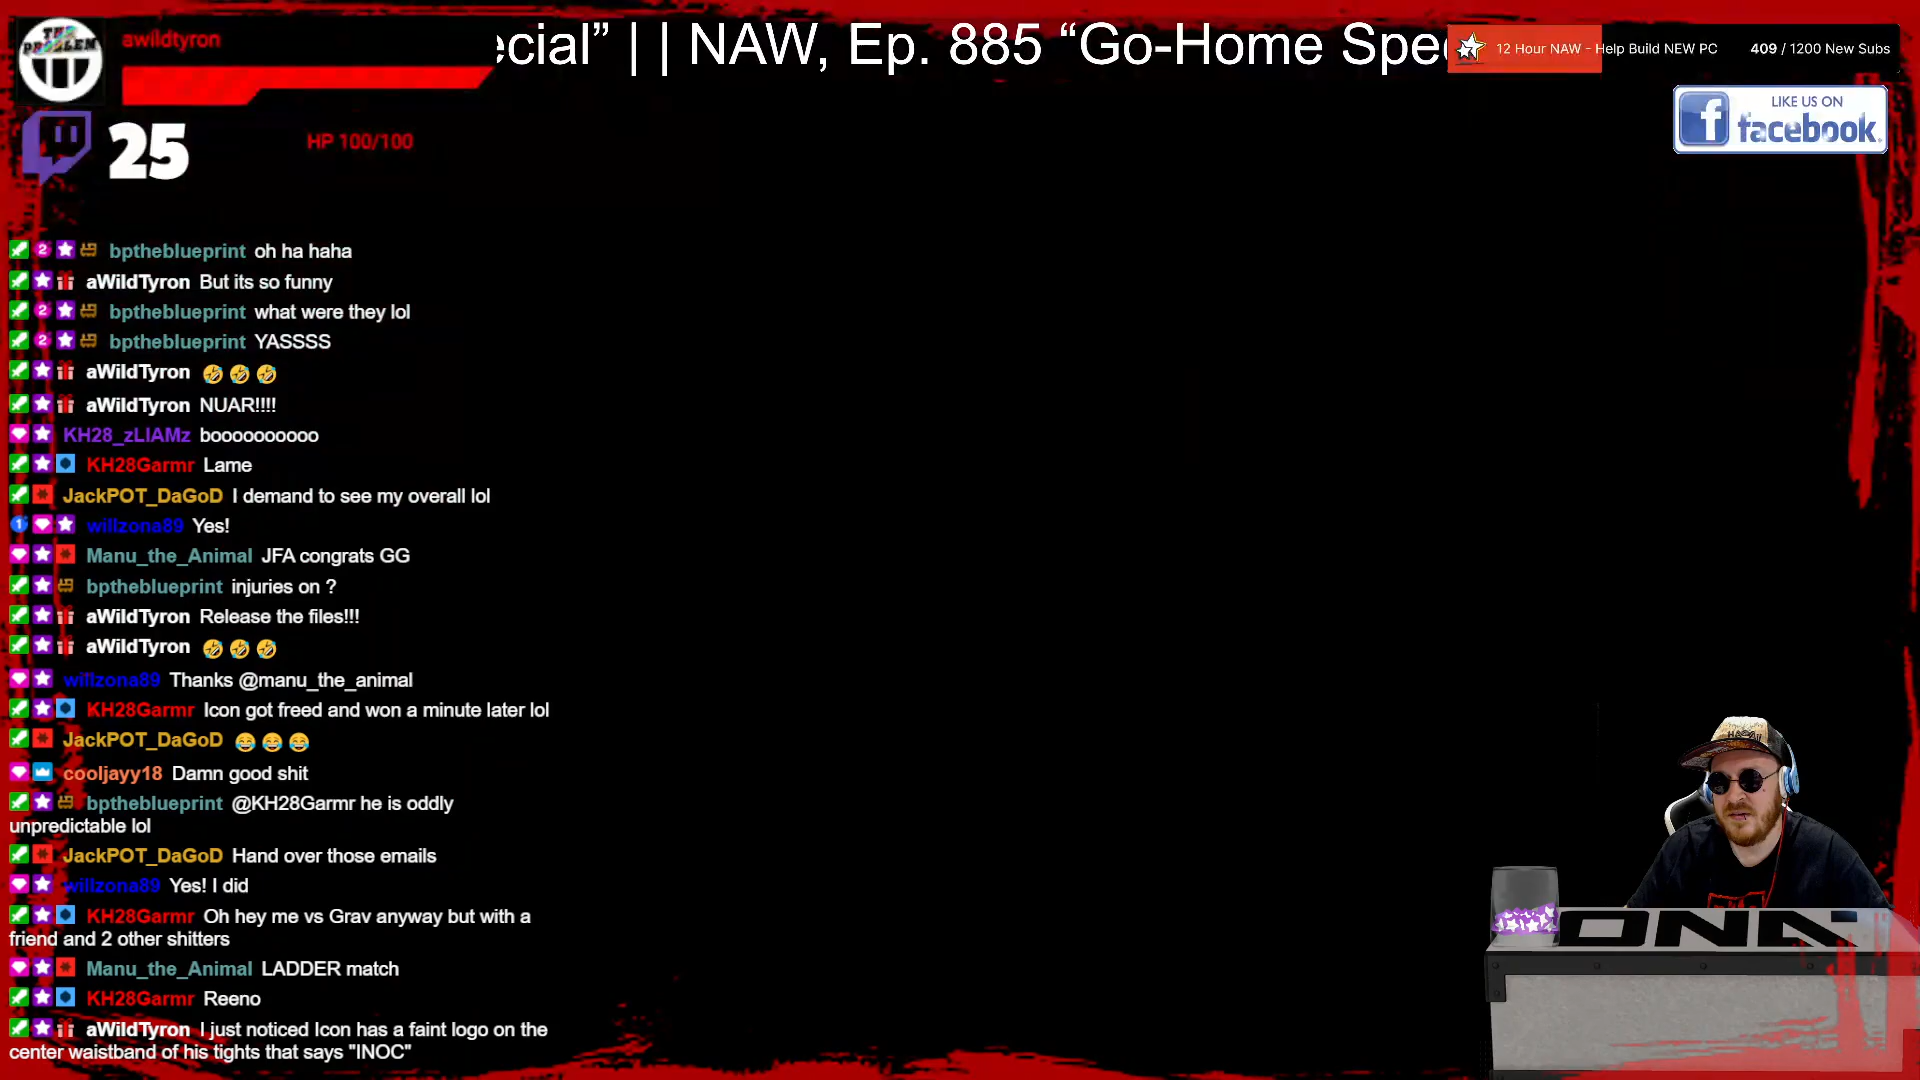 THE PROBLEM
awildtyron
ecial” | | NAW, Ep. 885 “Go-Home Spe
12 Hour NAW - Help Build NEW PC 409 / 1200 New Subs
LIKE US ON
facebook.
25
HP 100/100
bptheblueprint oh ha haha
aWildTyron But its so funny
bptheblueprint what were they lol
bptheblueprint YASSSS
aWildTyron 🤣 🤣 🤣
aWildTyron NUAR!!!!
KH28_zLIAMz boooooooooo
KH28Garmr Lame
JackPOT_DaGoD I demand to see my overall lol
willzona89 Yes!
Manu_the_Animal JFA congrats GG
bptheblueprint injuries on ?
aWildTyron Release the files!!!
aWildTyron 🤣 🤣 🤣
willzona89 Thanks @manu_the_animal
KH28Garmr Icon got freed and won a minute later lol
JackPOT_DaGoD 😂 😂 😂
cooljayy18 Damn good shit
bptheblueprint @KH28Garmr he is oddly
unpredictable lol
JackPOT_DaGoD Hand over those emails
willzona89 Yes! I did
KH28Garmr Oh hey me vs Grav anyway but with a
friend and 2 other shitters
Manu_the_Animal LADDER match
KH28Garmr Reeno
aWildTyron I just noticed Icon has a faint logo on the
center waistband of his tights that says "INOC"